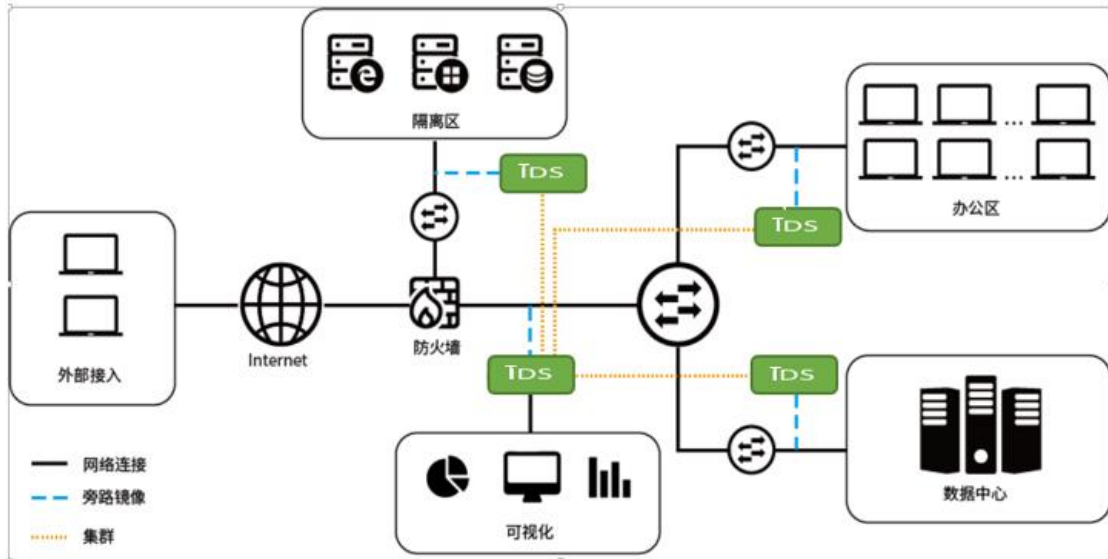 隔离区
TDS
办公区
TDS
外部接入
Internet
防火墙
TDS
TDS
数据中心
可视化
网络连接
旁路镜像
集群